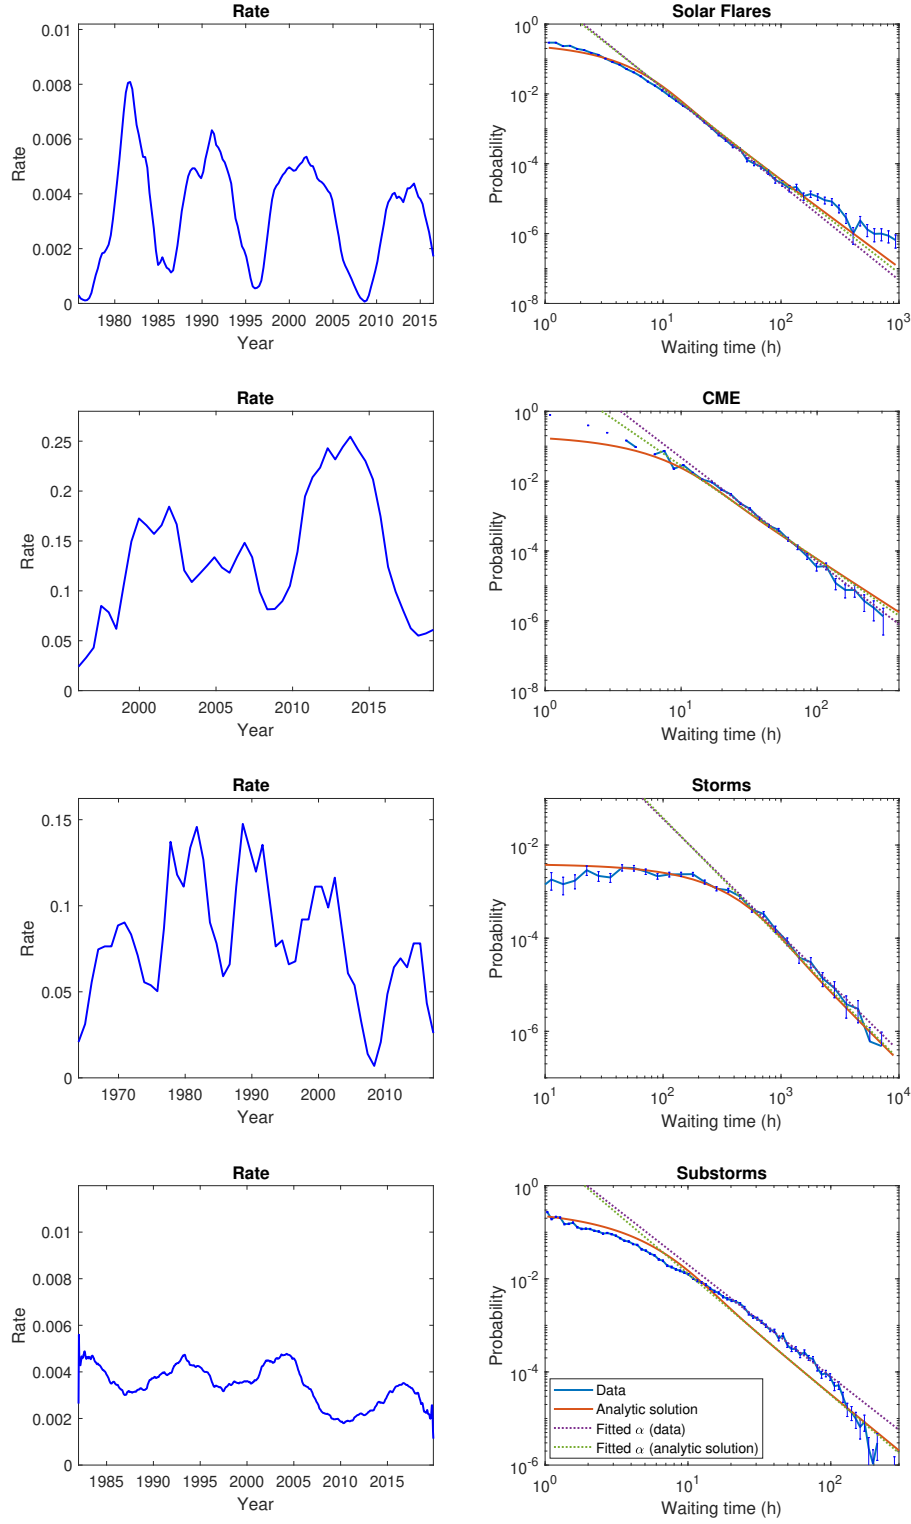 Rate
0.01
0.008
0.006
0.004
0.002
0
Rate
1980 1985 1990 1995 2000 2005 2010 2015
Year
Solar Flares
10^0
10^-2
10^-4
10^-6
10^-8
Probability
10^0 10^1 10^2 10^3
Waiting time (h)
Rate
0.25
0.2
0.15
0.1
0.05
0
Rate
2000 2005 2010 2015
Year
CME
10^0
10^-2
10^-4
10^-6
10^-8
Probability
10^0 10^1 10^2
Waiting time (h)
Rate
0.15
0.1
0.05
0
Rate
1970 1980 1990 2000 2010
Year
Storms
10^-2
10^-4
10^-6
Probability
10^1 10^2 10^3 10^4
Waiting time (h)
Rate
0.01
0.008
0.006
0.004
0.002
0
Rate
1985 1990 1995 2000 2005 2010 2015
Year
Substorms
10^0
10^-2
10^-4
10^-6
Probability
Data
Analytic solution
Fitted α (data)
Fitted α (analytic solution)
10^0 10^1 10^2
Waiting time (h)